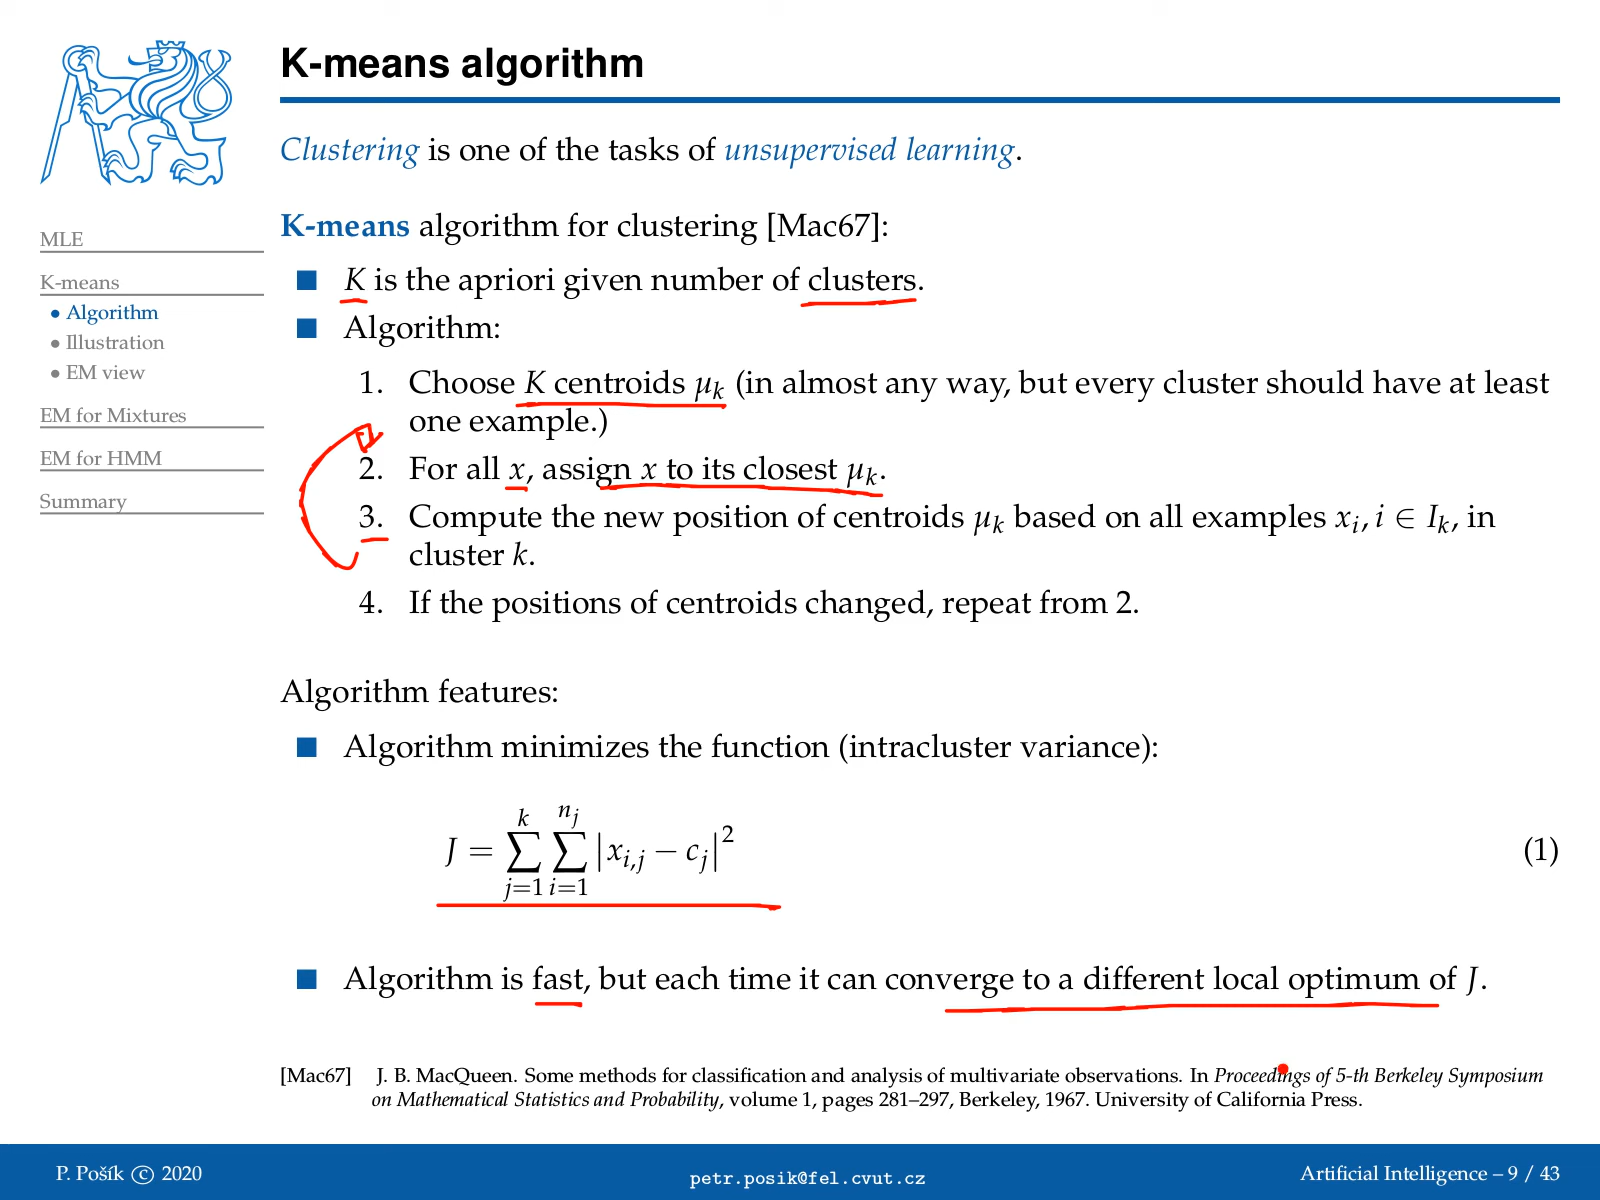 K-means algorithm
MLE
K-means
• Algorithm
• Illustration
• EM view
EM for Mixtures
EM for HMM
Summary
Clustering is one of the tasks of unsupervised learning.
K-means algorithm for clustering [Mac67]:
■ K is the apriori given number of clusters.
■ Algorithm:
1. Choose K centroids μ_k (in almost any way, but every cluster should have at least
one example.)
2. For all x, assign x to its closest μ_k.
3. Compute the new position of centroids μ_k based on all examples x_i, i ∈ I_k, in
cluster k.
4. If the positions of centroids changed, repeat from 2.
Algorithm features:
■ Algorithm minimizes the function (intracluster variance):
J = ∑_{j=1}^{k} ∑_{i=1}^{n_j} |x_{i,j} − c_j|^2 (1)
■ Algorithm is fast, but each time it can converge to a different local optimum of J.
[Mac67] J. B. MacQueen. Some methods for classification and analysis of multivariate observations. In Proceedings of 5-th Berkeley Symposium
on Mathematical Statistics and Probability, volume 1, pages 281–297, Berkeley, 1967. University of California Press.
P. Pošík © 2020
petr.posik@fel.cvut.cz
Artificial Intelligence – 9 / 43